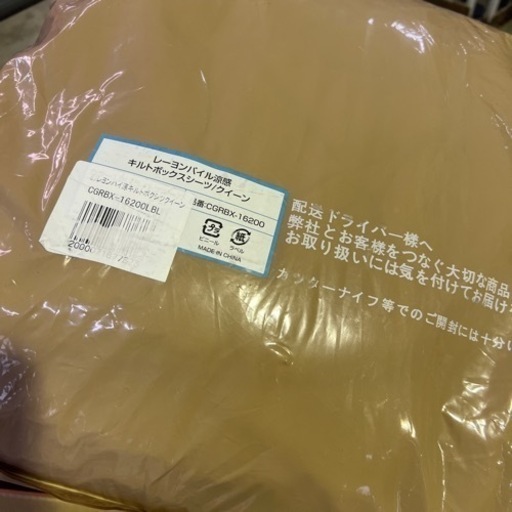 レーヨンパイル涼感
キルトボックスシーツ/クイーン
品番:CGRBX-16200
ビニール
ラベル
MADE IN CHINA
CGRBX-16200LBL
配送ドライバー様へ
弊社とお客様をつなぐ大切な商品
お取り扱いには気を付けてお届け
カッターナイフ等でのご開封には十分